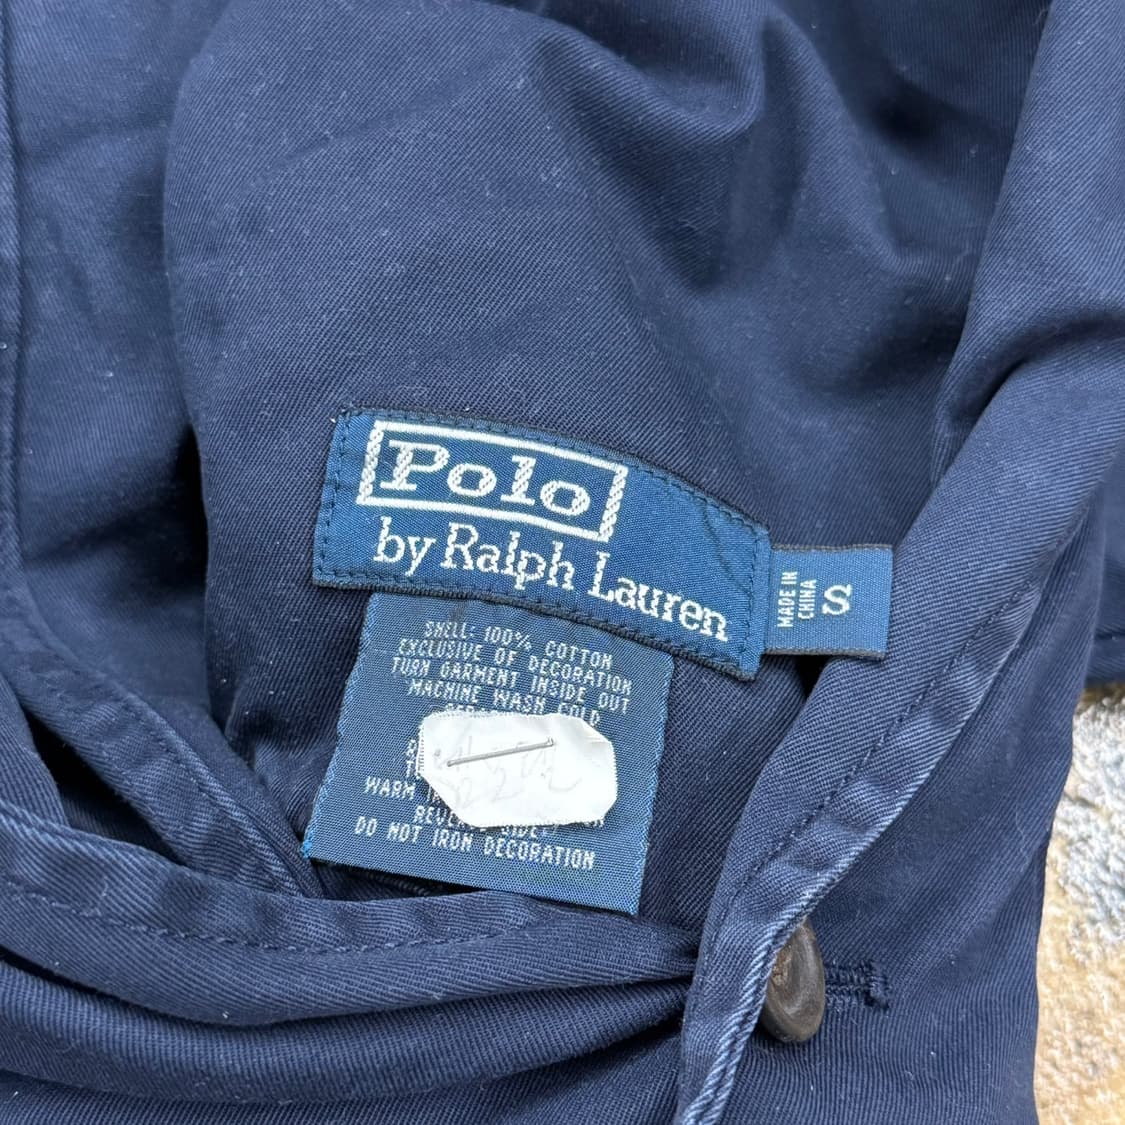 Polo
by Ralph Lauren
MADE IN
CHINA
S
SHELL: 100% COTTON
EXCLUSIVE OF DECORATION
TURN GARMENT INSIDE OUT
MACHINE WASH COLD
WARM
DO NOT IRON DECORATION